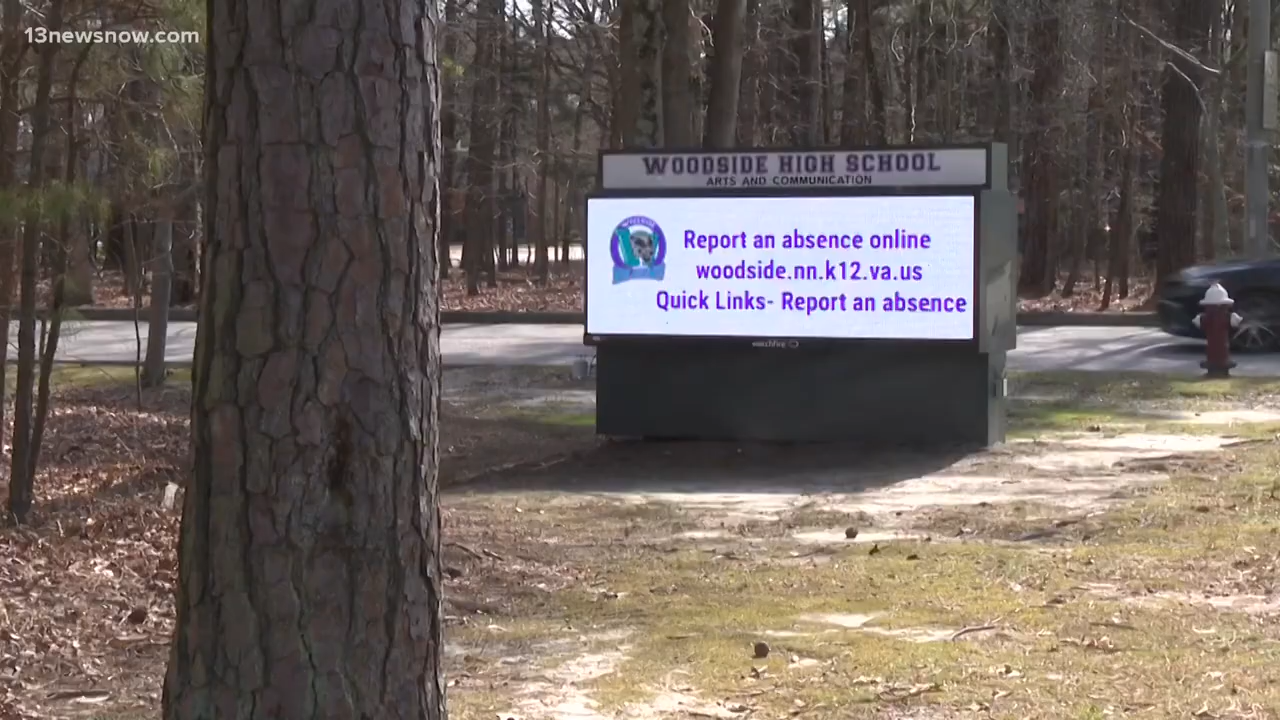 13newsnow.com
WOODSIDE HIGH SCHOOL
ARTS AND COMMUNICATION
Report an absence online
woodside.nn.k12.va.us
Quick Links- Report an absence
watchfire